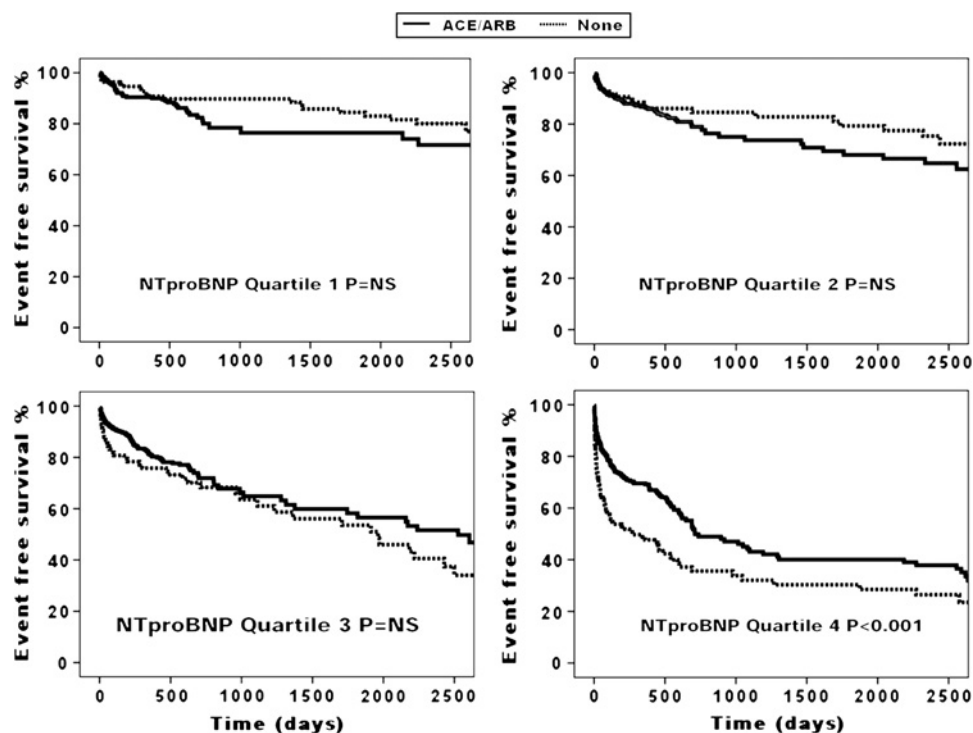 ACE/ARB None
Event free survival %
100
80
60
40
20
0
NTproBNP Quartile 1 P=NS
0 500 1000 1500 2000 2500
Event free survival %
100
80
60
40
20
0
NTproBNP Quartile 2 P=NS
0 500 1000 1500 2000 2500
Event free survival %
100
80
60
40
20
0
NTproBNP Quartile 3 P=NS
0 500 1000 1500 2000 2500
Time (days)
Event free survival %
100
80
60
40
20
0
NTproBNP Quartile 4 P<0.001
0 500 1000 1500 2000 2500
Time (days)